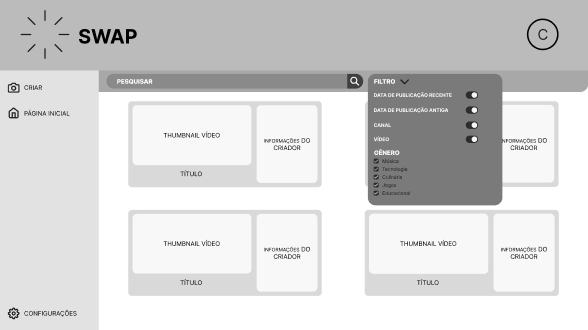 SWAP
C
CRIAR
PÁGINA INICIAL
CONFIGURAÇÕES
PESQUISAR
FILTRO
DATA DE PUBLICAÇÃO RECENTE
DATA DE PUBLICAÇÃO ANTIGA
CANAL
VÍDEO
GÊNERO
Música
Tecnologia
Culinária
Jogos
Educacional
THUMBNAIL VÍDEO
TÍTULO
INFORMAÇÕES DO
CRIADOR
NFORMAÇÕES DO
CRIADOR
THUMBNAIL VÍDEO
TÍTULO
INFORMAÇÕES DO
CRIADOR
THUMBNAIL VÍDEO
TÍTULO
INFORMAÇÕES DO
CRIADOR